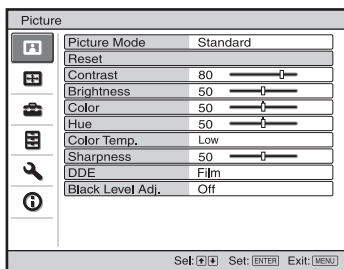 Picture
Picture Mode Standard
Reset
Contrast 80
Brightness 50
Color 50
Hue 50
Color Temp. Low
Sharpness 50
DDE Film
Black Level Adj. Off
Sel: Set: ENTER Exit: MENU